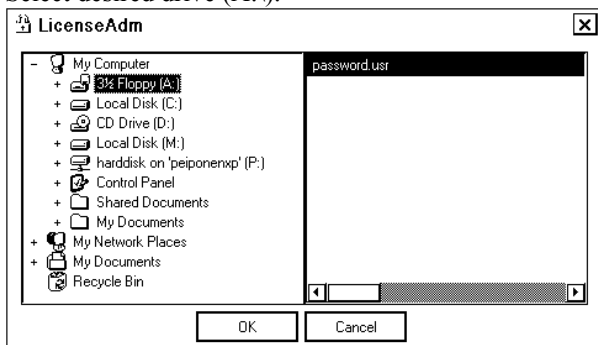 Select desired drive (A:\).
LicenseAdm
My Computer
3½ Floppy (A:)
Local Disk (C:)
CD Drive (D:)
Local Disk (M:)
harddisk on 'peiponenxp' (P:)
Control Panel
Shared Documents
My Documents
My Network Places
My Documents
Recycle Bin
password.usr
OK Cancel